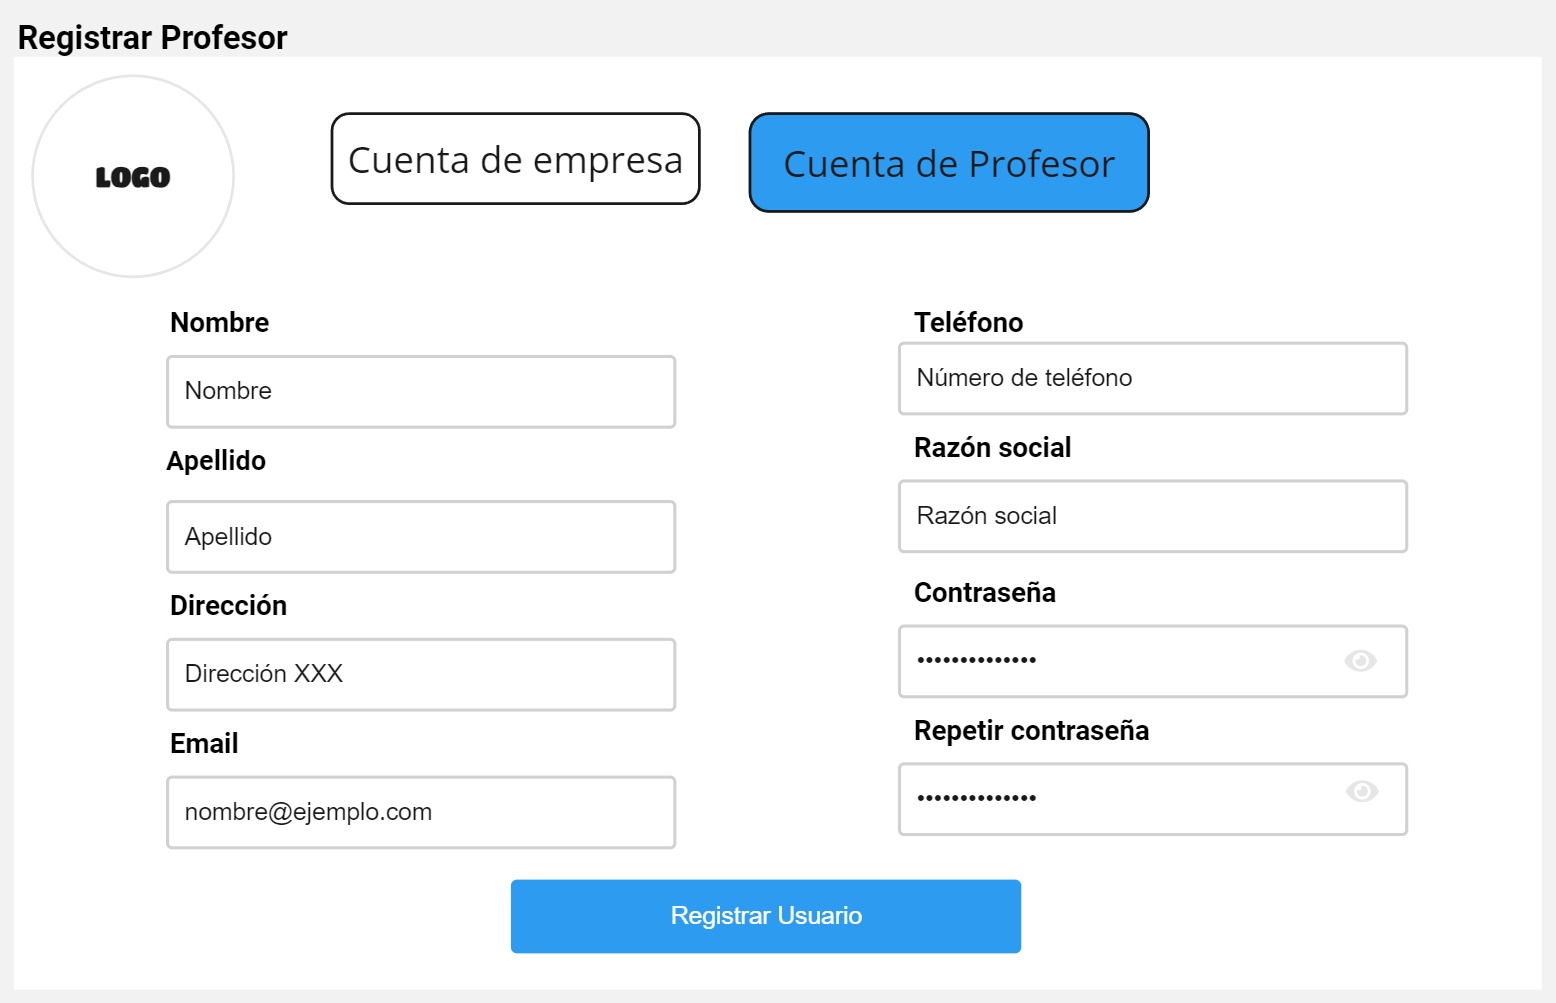 Registrar Profesor
LOGO
Cuenta de empresa
Cuenta de Profesor
Nombre
Nombre
Apellido
Apellido
Dirección
Dirección XXX
Email
nombre@ejemplo.com
Teléfono
Número de teléfono
Razón social
Razón social
Contraseña
••••••••••••••
Repetir contraseña
••••••••••••••
Registrar Usuario